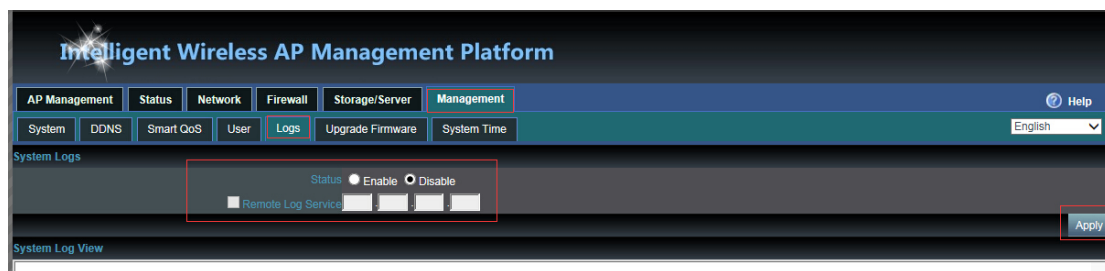 Intelligent Wireless AP Management Platform
AP Management Status Network Firewall Storage/Server Management Help
System DDNS Smart QoS User Logs Upgrade Firmware System Time English
System Logs
Status Enable Disable
Remote Log Service . . .
Apply
System Log View